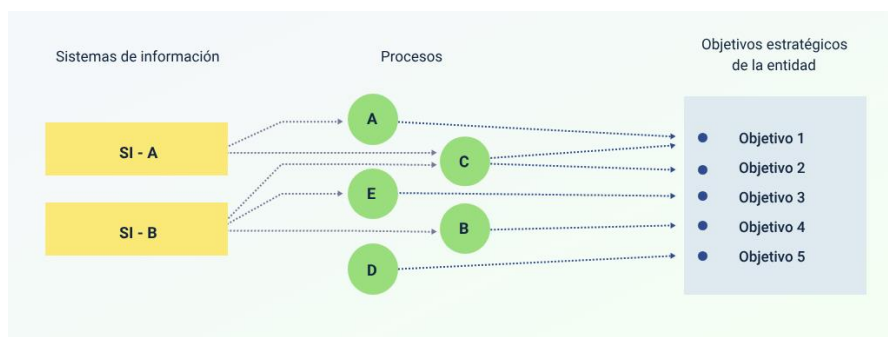 Sistemas de información
Procesos
Objetivos estratégicos
de la entidad
SI - A
SI - B
A
C
E
B
D
Objetivo 1
Objetivo 2
Objetivo 3
Objetivo 4
Objetivo 5